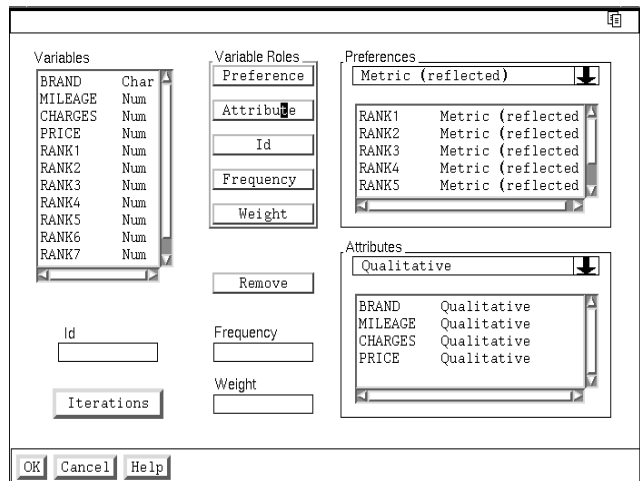 Variables
BRAND Char
MILEAGE Num
CHARGES Num
PRICE Num
RANK1 Num
RANK2 Num
RANK3 Num
RANK4 Num
RANK5 Num
RANK6 Num
RANK7 Num
Id
Iterations
Variable Roles
Preference
Attribute
Id
Frequency
Weight
Remove
Frequency
Weight
Preferences
Metric (reflected)
RANK1 Metric (reflected
RANK2 Metric (reflected
RANK3 Metric (reflected
RANK4 Metric (reflected
RANK5 Metric (reflected
Attributes
Qualitative
BRAND Qualitative
MILEAGE Qualitative
CHARGES Qualitative
PRICE Qualitative
OK Cancel Help